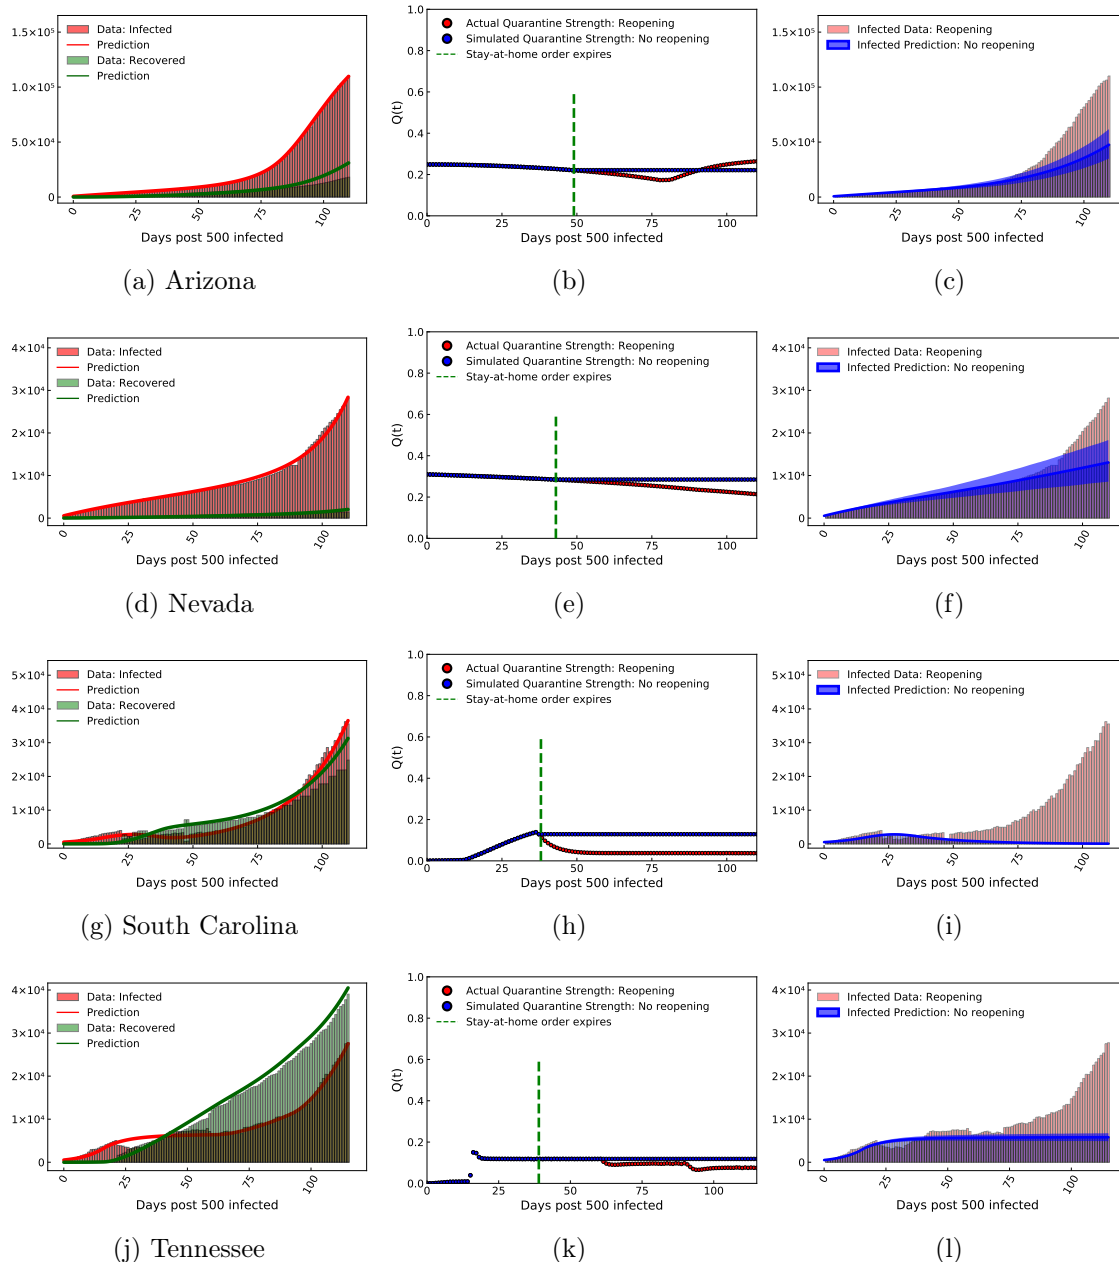 1.5×10⁵
1.0×10⁵
5.0×10⁴
0
Data: Infected
Prediction
Data: Recovered
Prediction
0 25 50 75 100
Days post 500 infected
(a) Arizona
1.0
0.8
0.6
0.4
0.2
0.0
Q(t)
Actual Quarantine Strength: Reopening
Simulated Quarantine Strength: No reopening
Stay-at-home order expires
0 25 50 75 100
Days post 500 infected
(b)
1.5×10⁵
1.0×10⁵
5.0×10⁴
0
Infected Data: Reopening
Infected Prediction: No reopening
0 25 50 75 100
Days post 500 infected
(c)
4×10⁴
3×10⁴
2×10⁴
1×10⁴
0
Data: Infected
Prediction
Data: Recovered
Prediction
0 25 50 75 100
Days post 500 infected
(d) Nevada
1.0
0.8
0.6
0.4
0.2
0.0
Q(t)
Actual Quarantine Strength: Reopening
Simulated Quarantine Strength: No reopening
Stay-at-home order expires
0 25 50 75 100
Days post 500 infected
(e)
4×10⁴
3×10⁴
2×10⁴
1×10⁴
0
Infected Data: Reopening
Infected Prediction: No reopening
0 25 50 75 100
Days post 500 infected
(f)
5×10⁴
4×10⁴
3×10⁴
2×10⁴
1×10⁴
0
Data: Infected
Prediction
Data: Recovered
Prediction
0 25 50 75 100
Days post 500 infected
(g) South Carolina
1.0
0.8
0.6
0.4
0.2
0.0
Q(t)
Actual Quarantine Strength: Reopening
Simulated Quarantine Strength: No reopening
Stay-at-home order expires
0 25 50 75 100
Days post 500 infected
(h)
5×10⁴
4×10⁴
3×10⁴
2×10⁴
1×10⁴
0
Infected Data: Reopening
Infected Prediction: No reopening
0 25 50 75 100
Days post 500 infected
(i)
4×10⁴
3×10⁴
2×10⁴
1×10⁴
0
Data: Infected
Prediction
Data: Recovered
Prediction
0 25 50 75 100
Days post 500 infected
(j) Tennessee
1.0
0.8
0.6
0.4
0.2
0.0
Q(t)
Actual Quarantine Strength: Reopening
Simulated Quarantine Strength: No reopening
Stay-at-home order expires
0 25 50 75 100
Days post 500 infected
(k)
4×10⁴
3×10⁴
2×10⁴
1×10⁴
0
Infected Data: Reopening
Infected Prediction: No reopening
0 25 50 75 100
Days post 500 infected
(l)